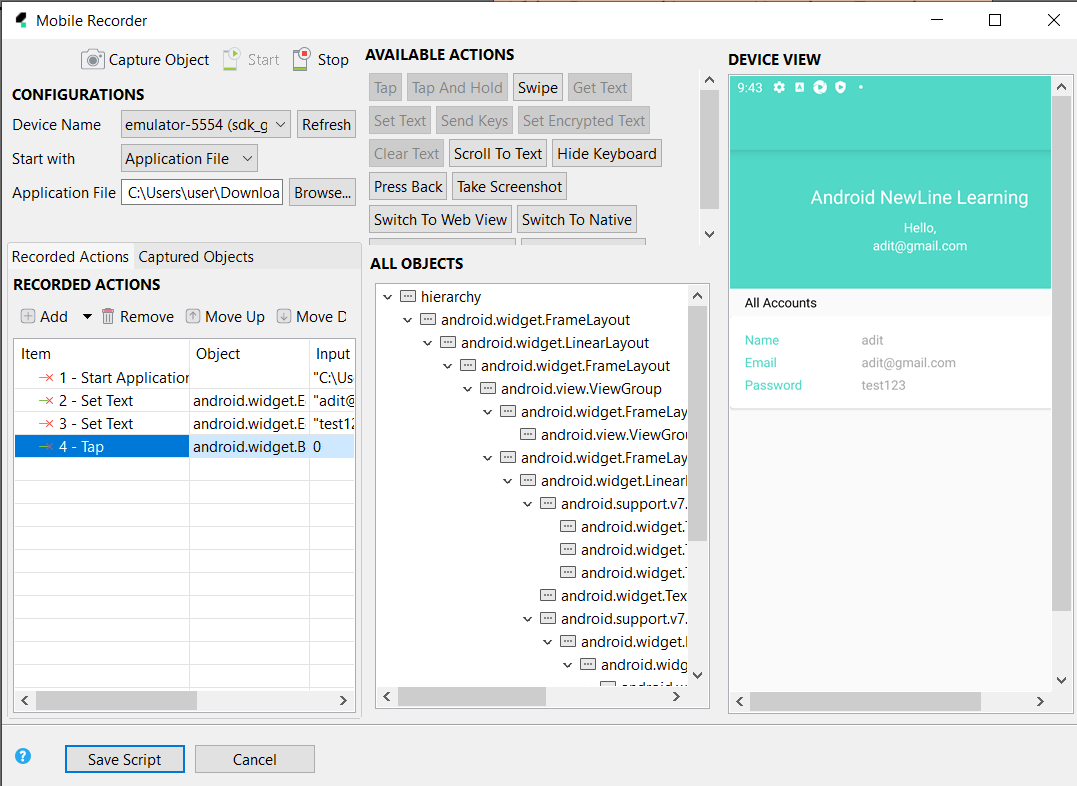 Mobile Recorder
Capture Object Start Stop
CONFIGURATIONS
Device Name emulator-5554 (sdk_g Refresh
Start with Application File
Application File C:\Users\user\Downloa Browse...
Recorded Actions Captured Objects
RECORDED ACTIONS
Add Remove Move Up Move D
Item Object Input
1 - Start Application "C:\Us
2 - Set Text android.widget.E "adit@
3 - Set Text android.widget.E "test12
4 - Tap android.widget.B 0
AVAILABLE ACTIONS
Tap Tap And Hold Swipe Get Text
Set Text Send Keys Set Encrypted Text
Clear Text Scroll To Text Hide Keyboard
Press Back Take Screenshot
Switch To Web View Switch To Native
ALL OBJECTS
hierarchy
android.widget.FrameLayout
android.widget.LinearLayout
android.widget.FrameLayout
android.view.ViewGroup
android.widget.FrameLay
android.view.ViewGrou
android.widget.FrameLay
android.widget.Linearl
android.support.v7.
android.widget.T
android.widget.T
android.widget.T
android.widget.Tex
android.support.v7.
android.widget.l
android.widg
DEVICE VIEW
9:43 A
Android NewLine Learning
Hello,
adit@gmail.com
All Accounts
Name adit
Email adit@gmail.com
Password test123
? Save Script Cancel